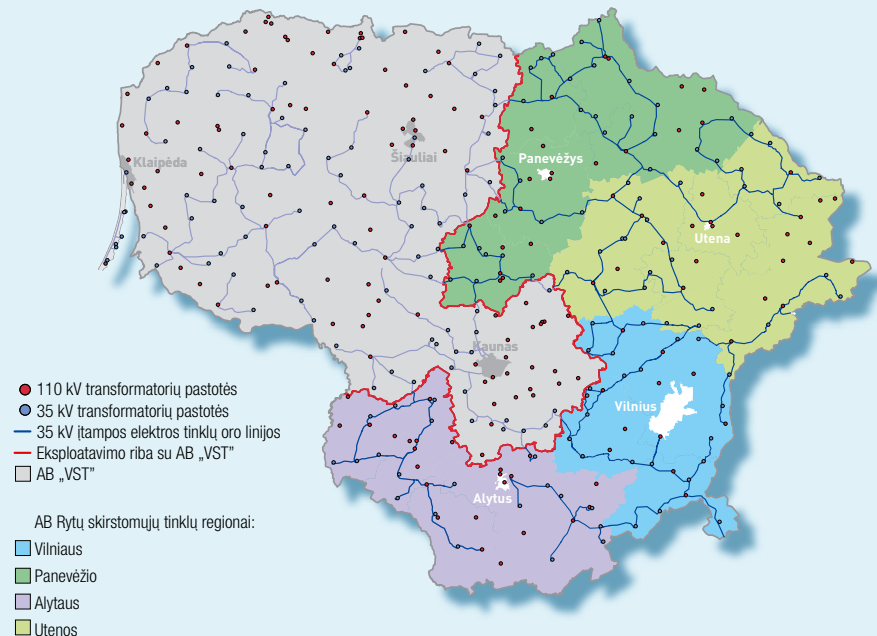 Klaipėda
Šiauliai
Panevėžys
Utena
Kaunas
Vilnius
Alytus
110 kV transformatorių pastotės
35 kV transformatorių pastotės
35 kV įtampos elektros tinklų oro linijos
Eksploatavimo riba su AB „VST”
AB „VST”
AB Rytų skirstomųjų tinklų regionai:
Vilniaus
Panevėžio
Alytaus
Utenos